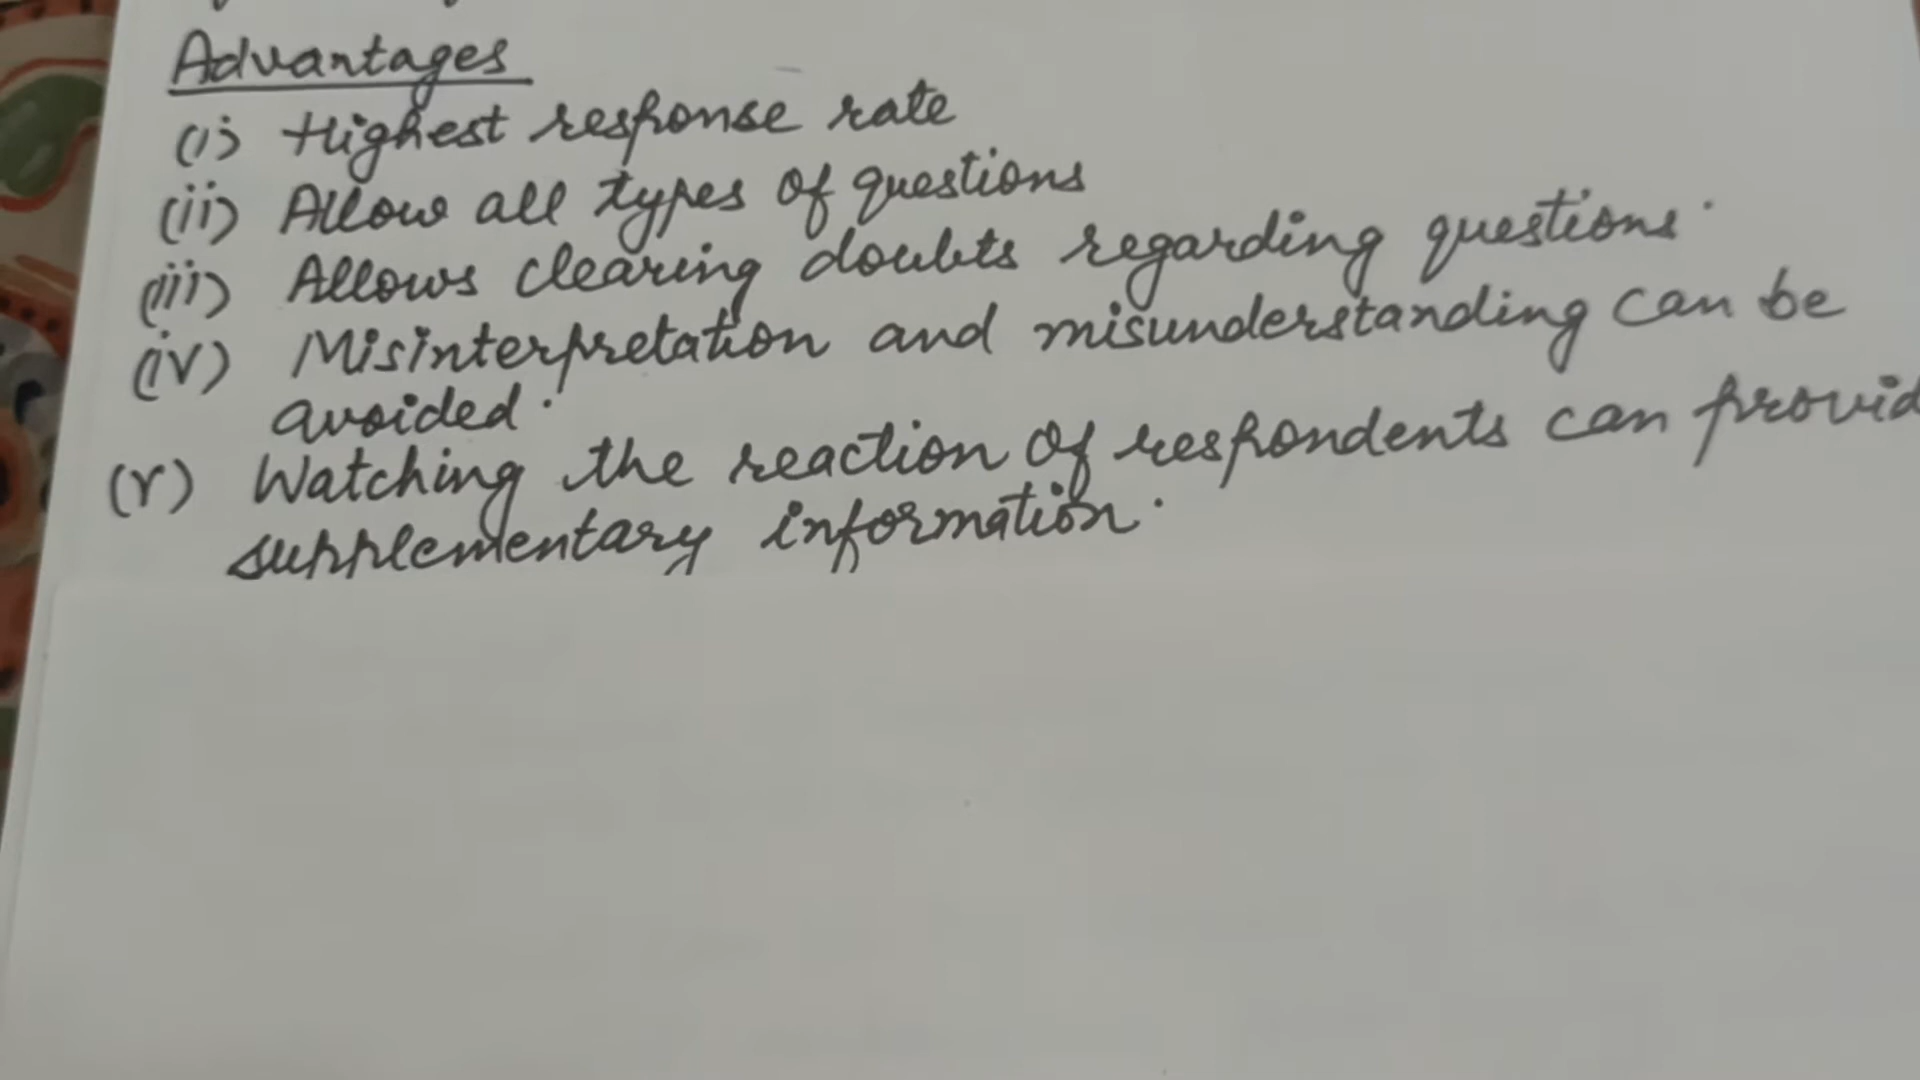 Advantages
(i) Highest response rate
(ii) Allow all types of questions
(iii) Allows clearing doubts regarding questions.
(iv) Misinterpretation and misunderstanding can be
avoided.
(v) Watching the reaction of respondents can provid
supplementary information.